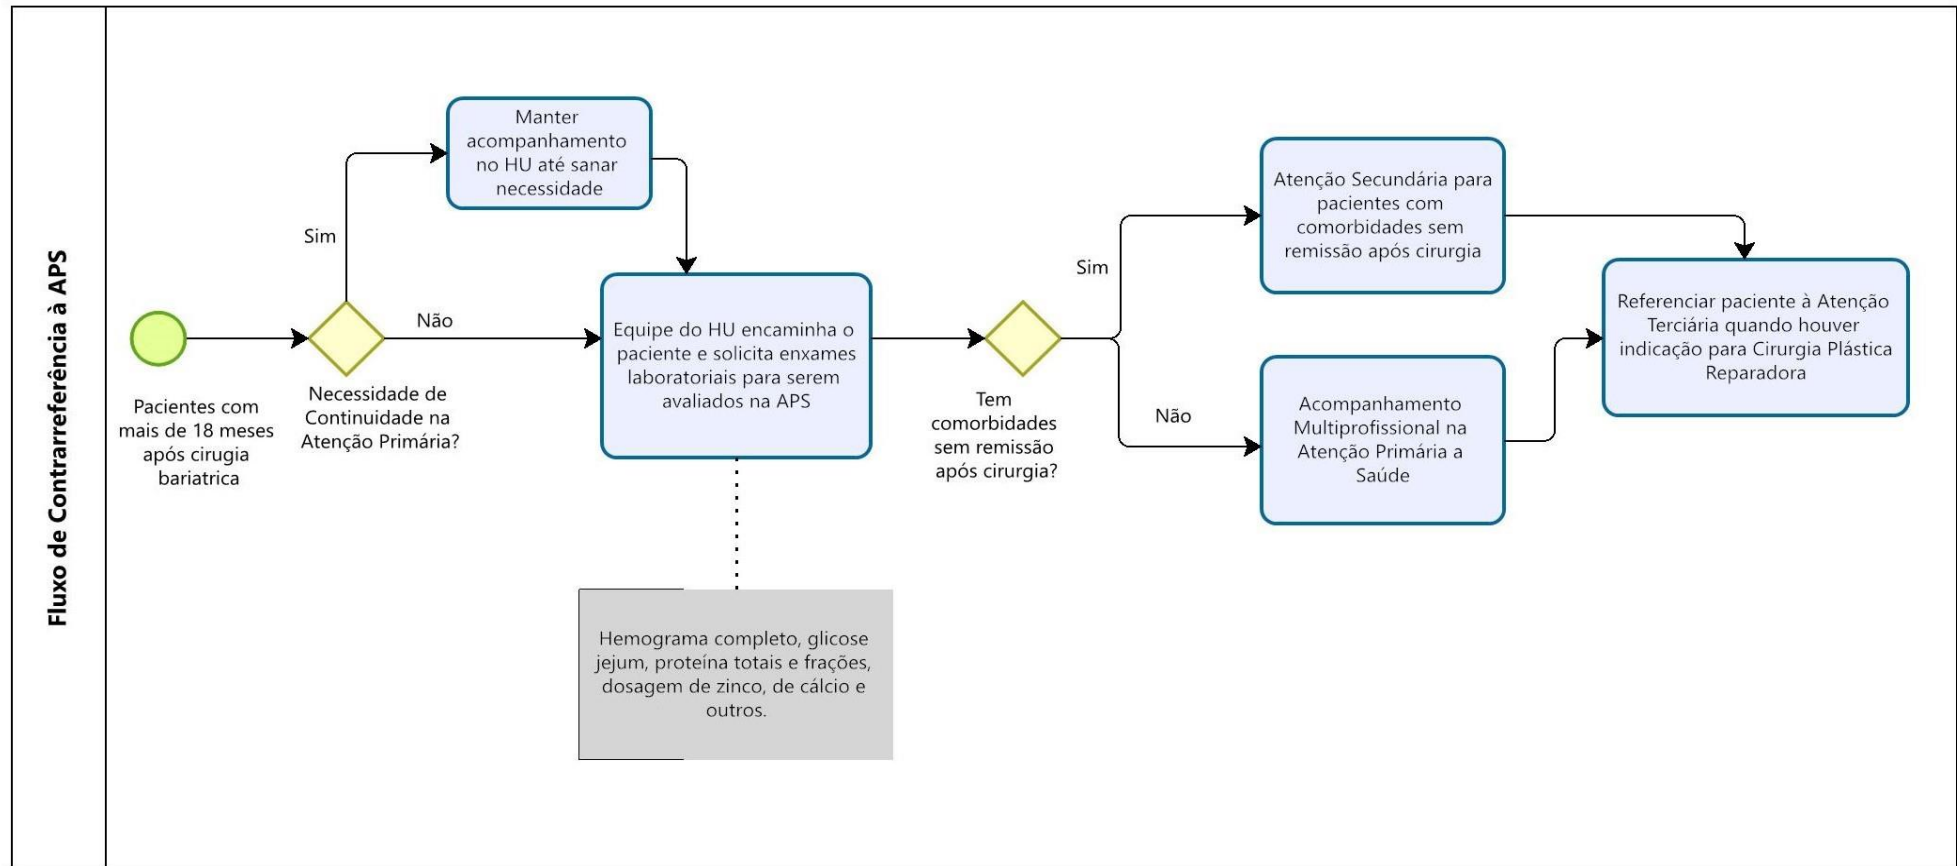 Fluxo de Contrarreferência à APS
Pacientes com
mais de 18 meses
após cirugia
bariatrica
Necessidade de
Continuidade na
Atenção Primária?
Sim
Não
Manter
acompanhamento
no HU até sanar
necessidade
Equipe do HU encaminha o
paciente e solicita enxames
laboratoriais para serem
avaliados na APS
Hemograma completo, glicose
jejum, proteína totais e frações,
dosagem de zinco, de cálcio e
outros.
Tem
comorbidades
sem remissão
após cirurgia?
Sim
Não
Atenção Secundária para
pacientes com
comorbidades sem
remissão após cirurgia
Acompanhamento
Multiprofissional na
Atenção Primária a
Saúde
Referenciar paciente à Atenção
Terciária quando houver
indicação para Cirurgia Plástica
Reparadora